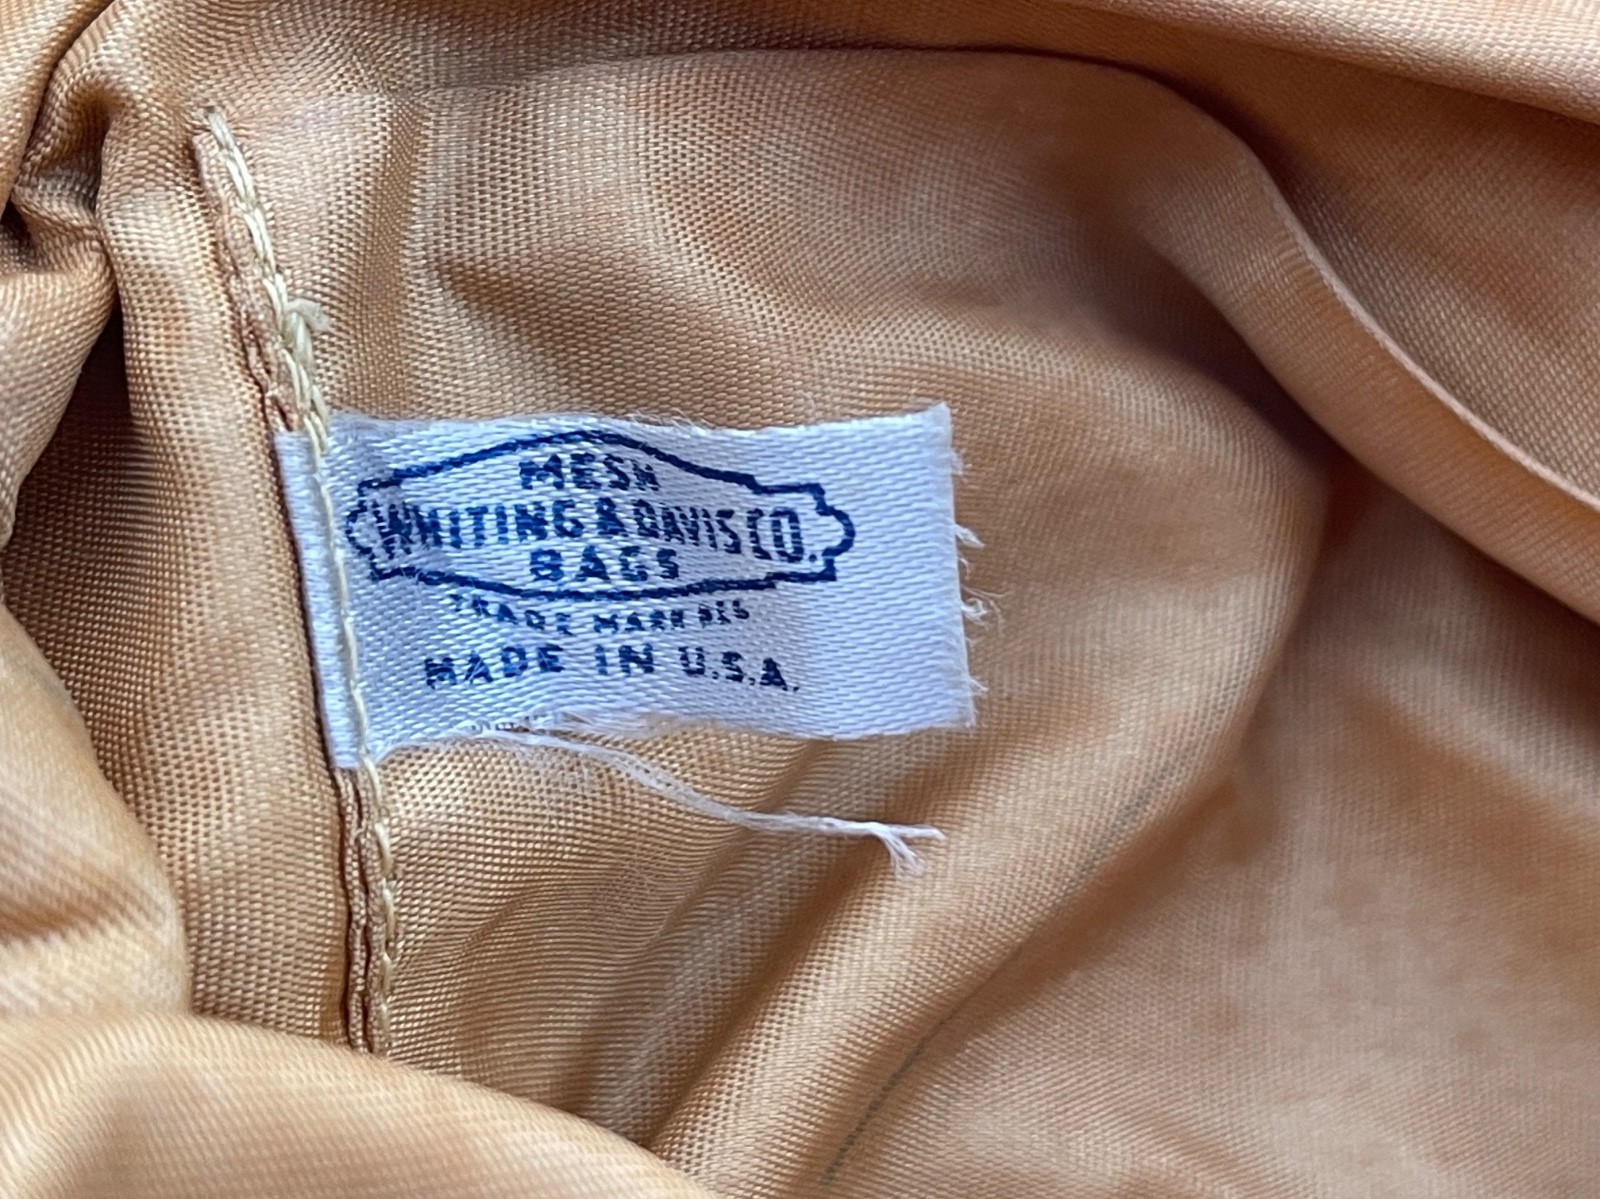 MESH
WHITING & DAVIS CO.
BAGS
TRADE MARK REG
MADE IN U.S.A.